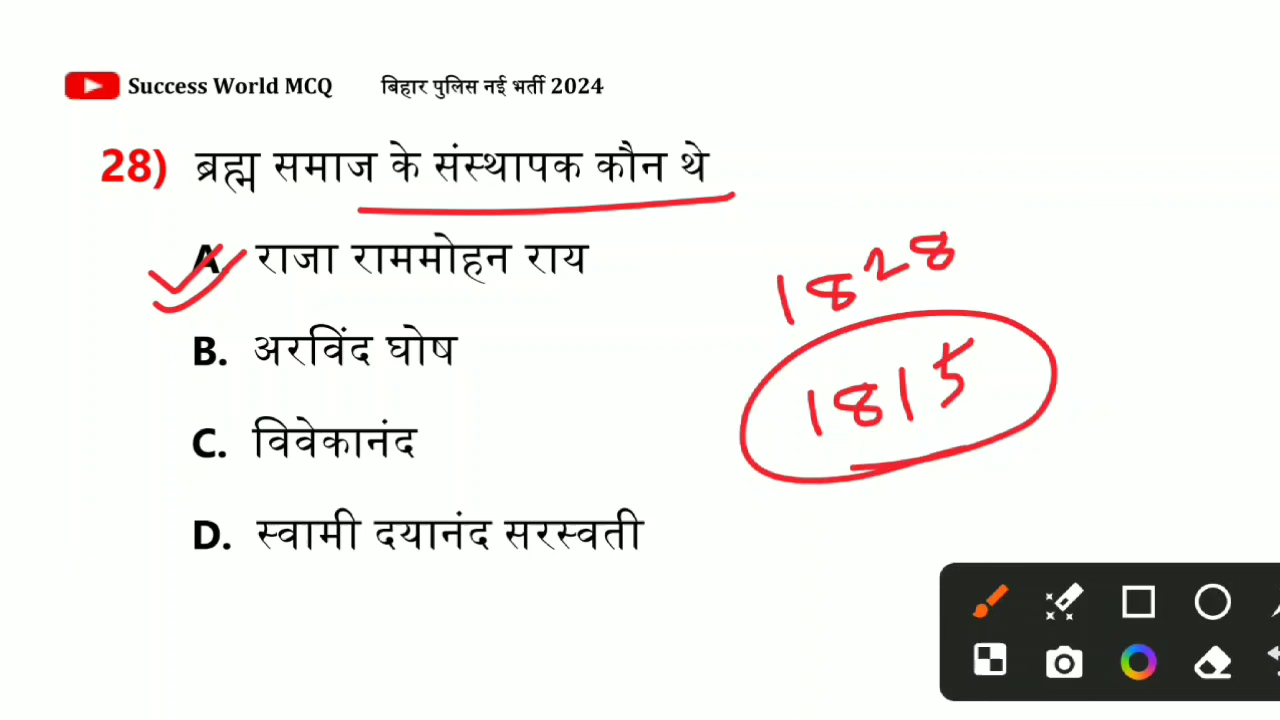 Success World MCQ बिहार पुलिस नई भर्ती 2024
28) ब्रह्म समाज के संस्थापक कौन थे
A. राजा राममोहन राय
1828
B. अरविंद घोष
1815
C. विवेकानंद
D. स्वामी दयानंद सरस्वती